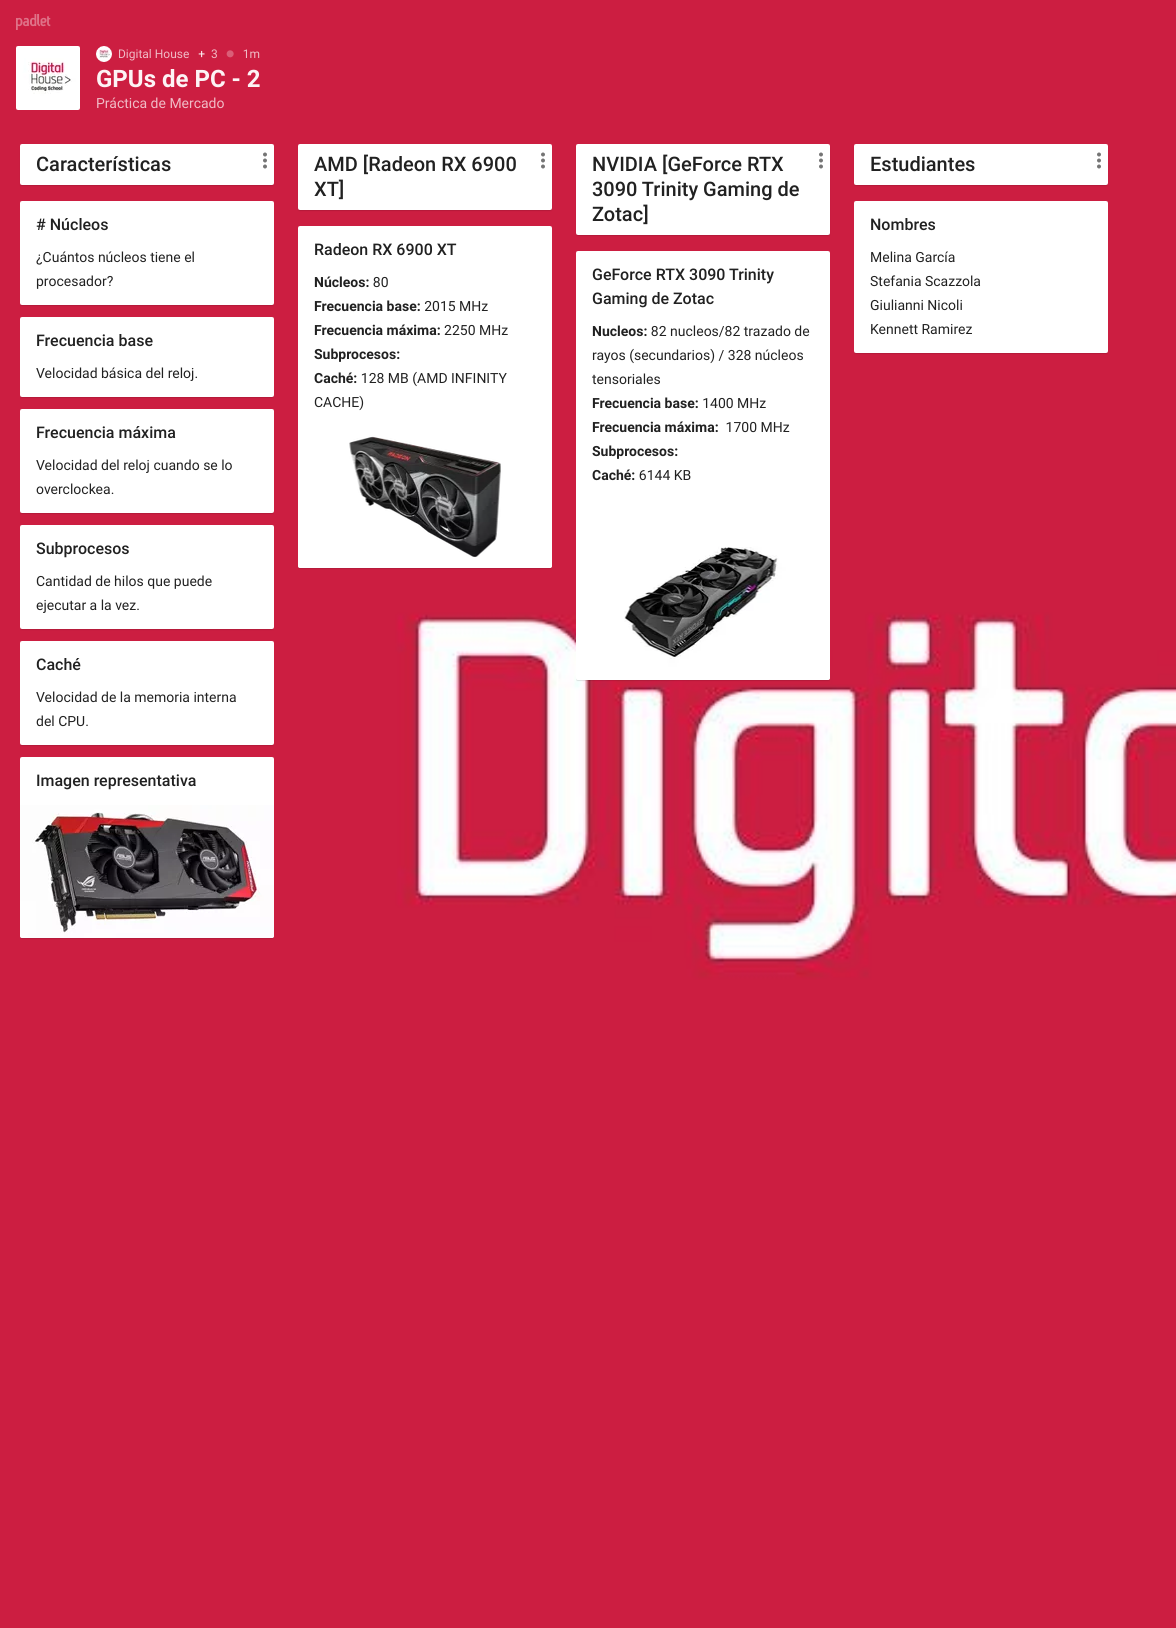 padlet
Digital
House>
Coding School
Digital House + 3 1m
GPUs de PC - 2
Práctica de Mercado
Características
# Núcleos
¿Cuántos núcleos tiene el
procesador?
Frecuencia base
Velocidad básica del reloj.
Frecuencia máxima
Velocidad del reloj cuando se lo
overclockea.
Subprocesos
Cantidad de hilos que puede
ejecutar a la vez.
Caché
Velocidad de la memoria interna
del CPU.
Imagen representativa
ASUS
ASUS
AMD [Radeon RX 6900
XT]
Radeon RX 6900 XT
Núcleos: 80
Frecuencia base: 2015 MHz
Frecuencia máxima: 2250 MHz
Subprocesos:
Caché: 128 MB (AMD INFINITY
CACHE)
RADEON
NVIDIA [GeForce RTX
3090 Trinity Gaming de
Zotac]
GeForce RTX 3090 Trinity
Gaming de Zotac
Nucleos: 82 nucleos/82 trazado de
rayos (secundarios) / 328 núcleos
tensoriales
Frecuencia base: 1400 MHz
Frecuencia máxima:  1700 MHz
Subprocesos:
Caché: 6144 KB
Estudiantes
Nombres
Melina García
Stefania Scazzola
Giulianni Nicoli
Kennett Ramirez
Digita